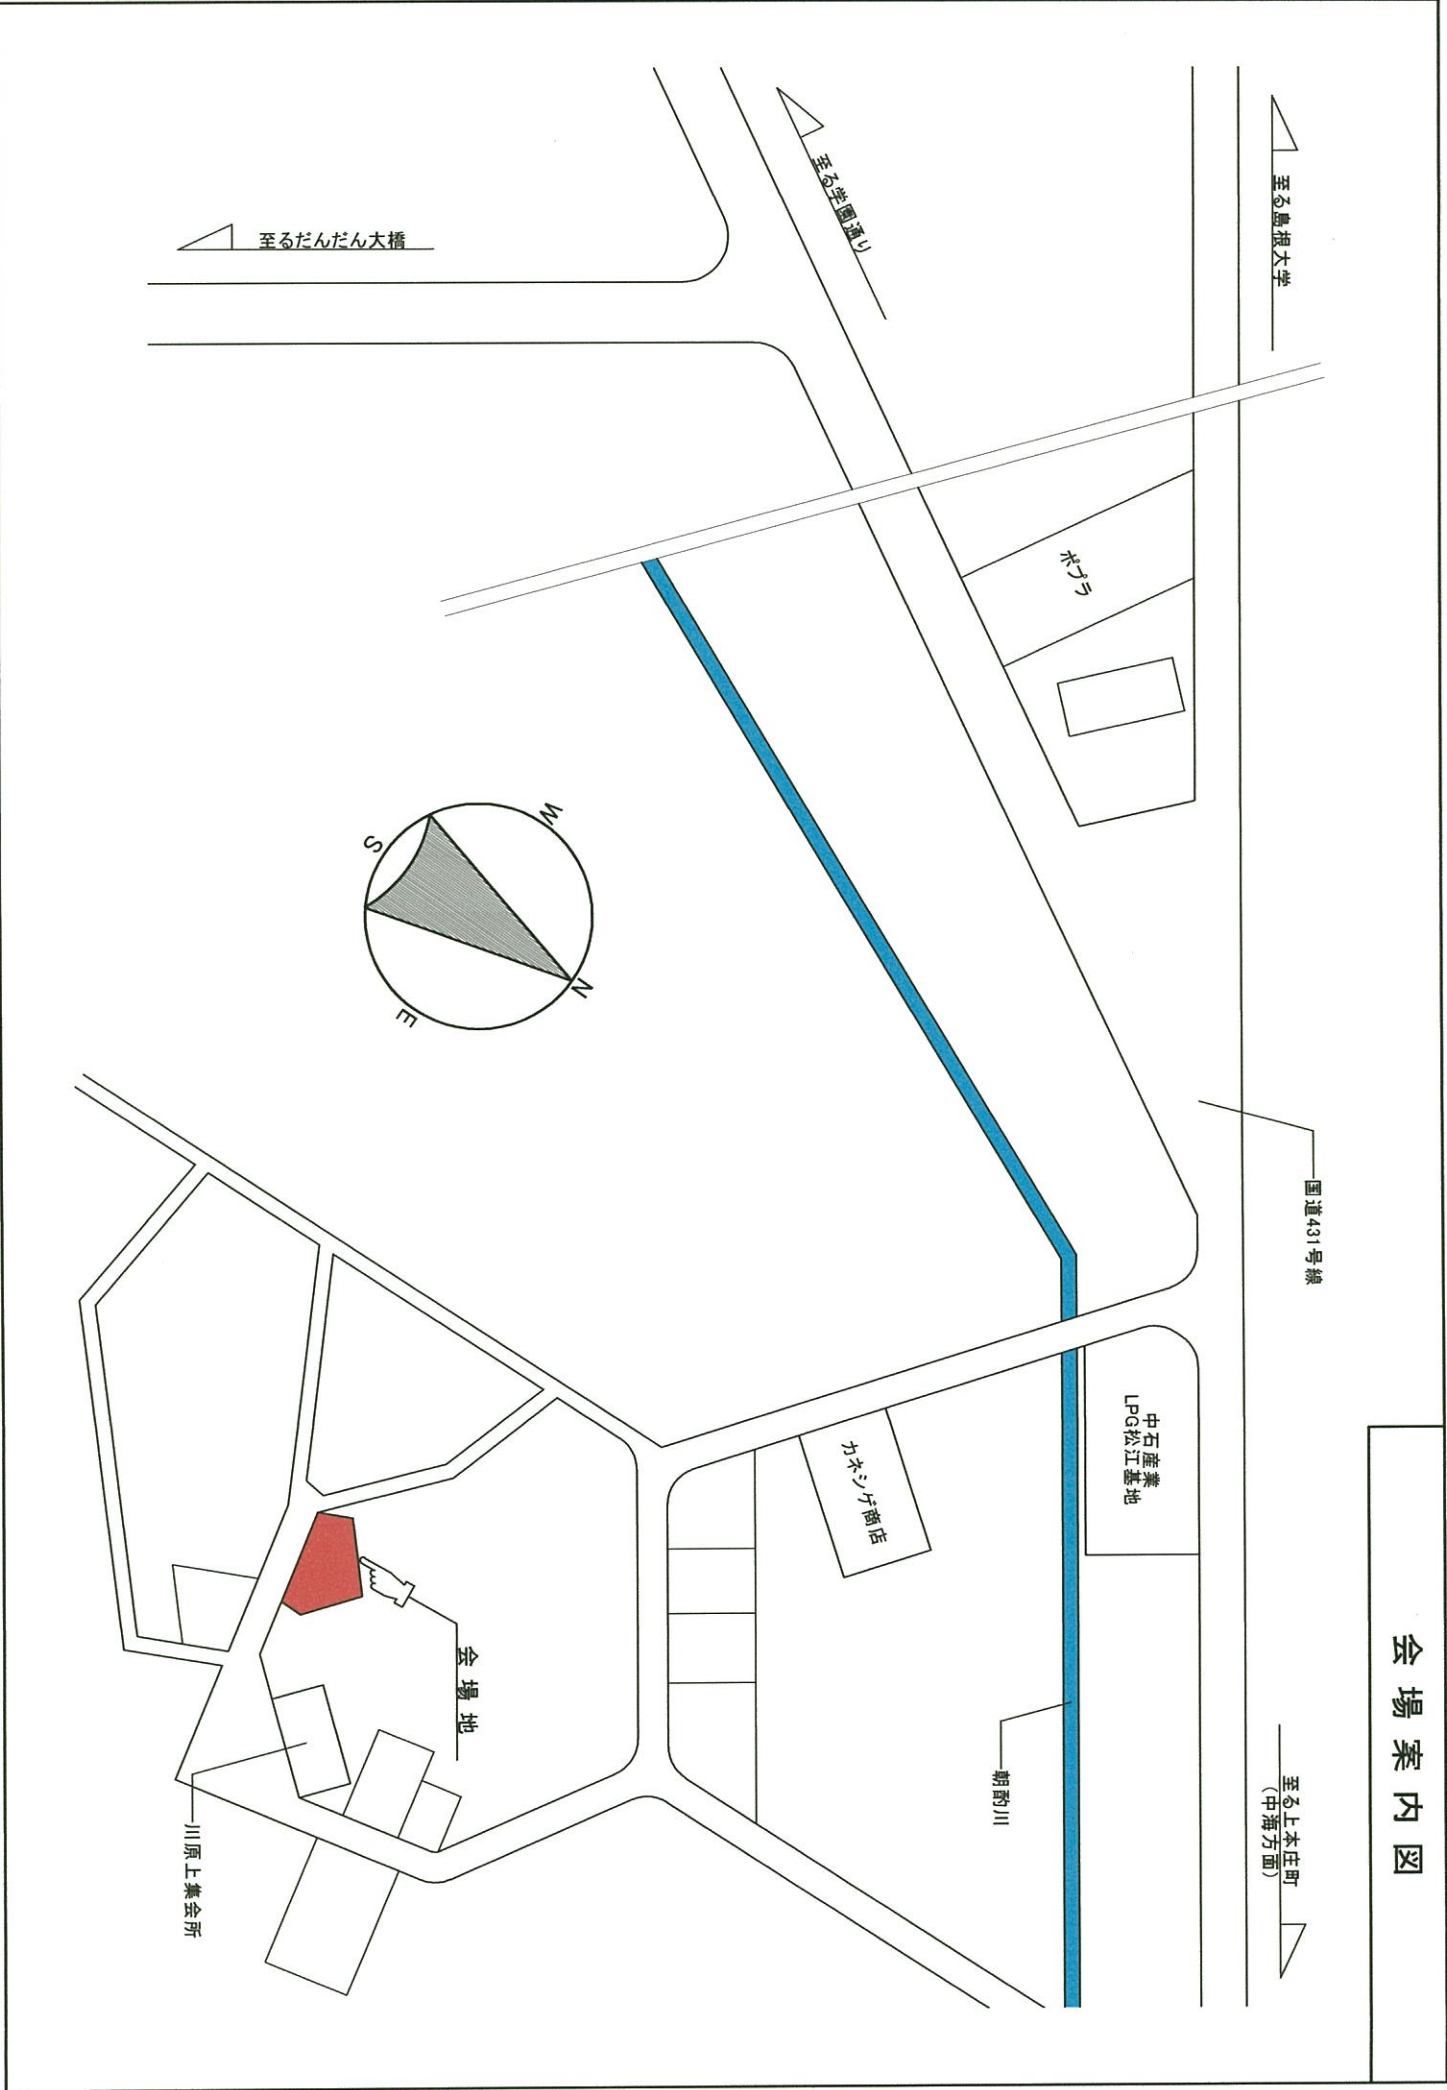 会場案内図
至る島根大学
国道431号線
至る上本庄町
（中海方面）
至る学園通り
ポプラ
中石産業
LPG松江基地
朝酌川
カネシゲ商店
W
N
S
E
会場地
至るだんだん大橋
川原上集会所